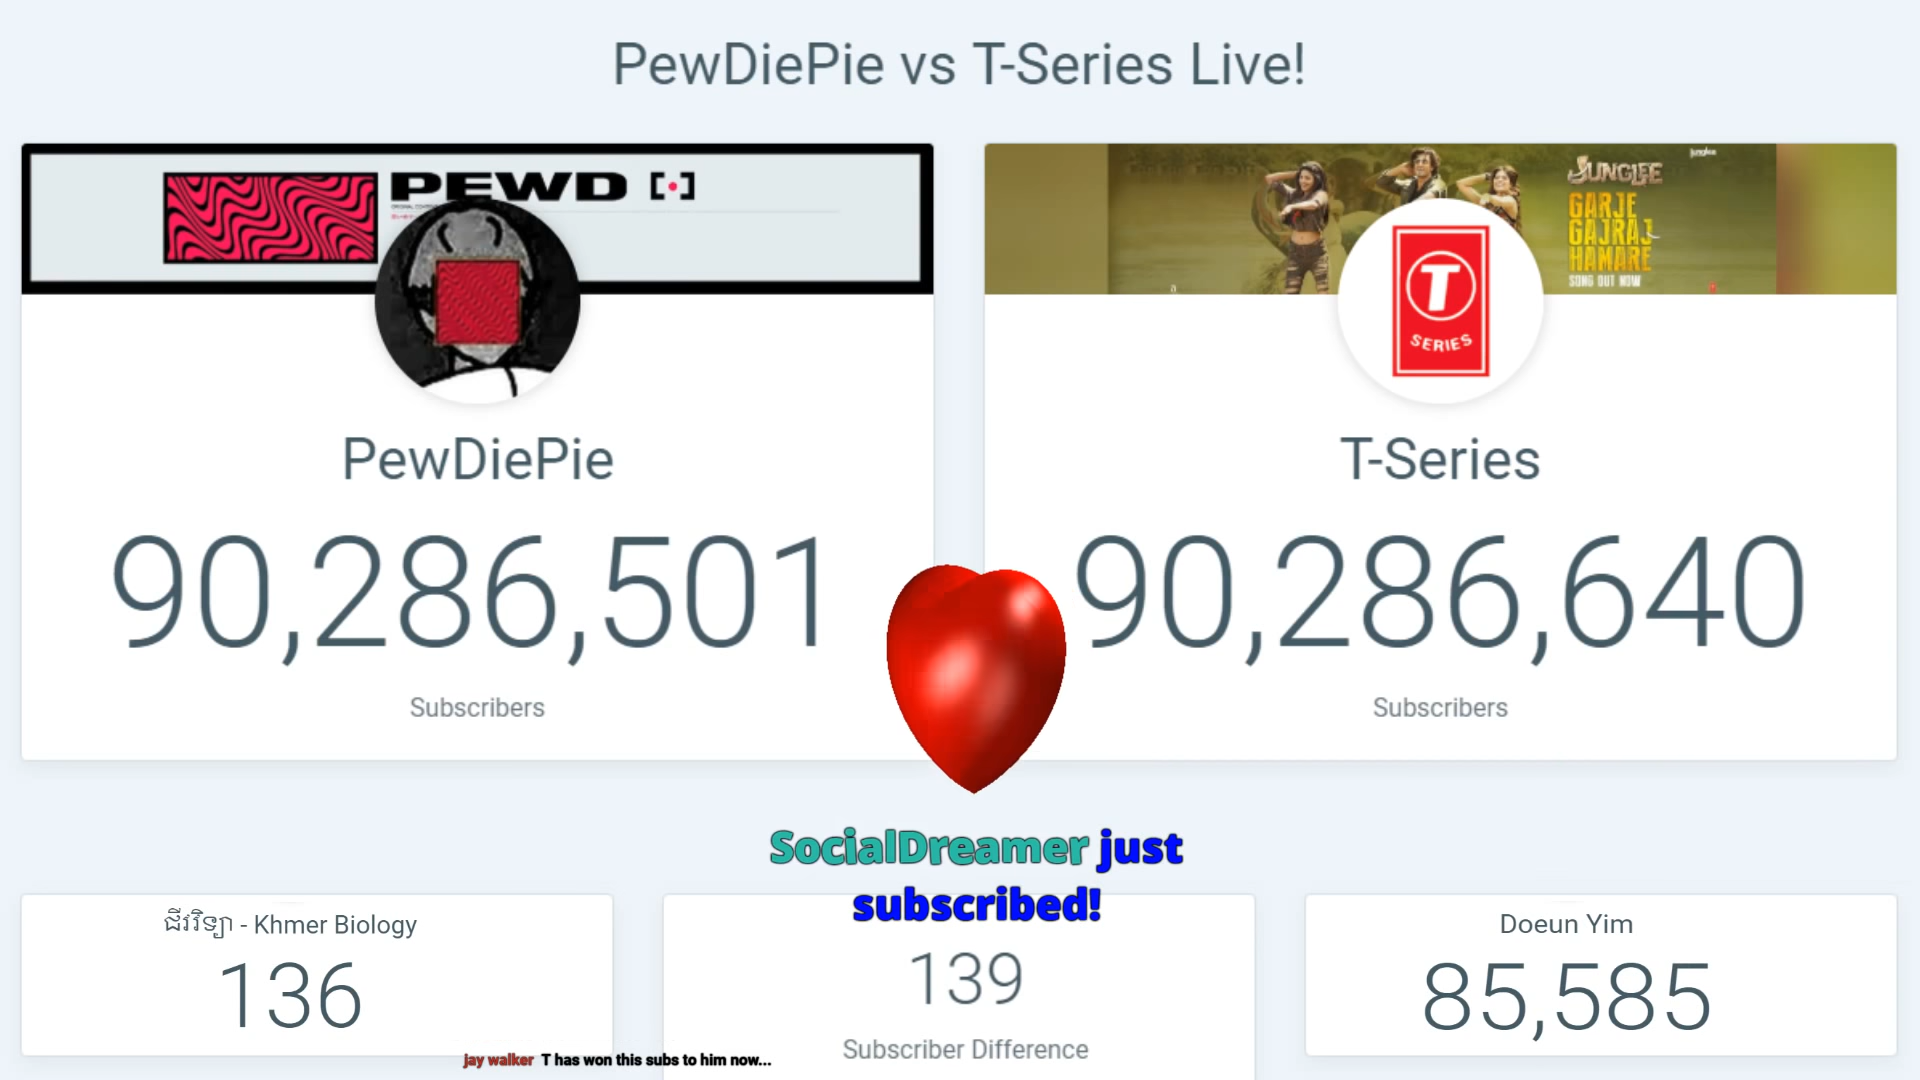 PewDiePie vs T-Series Live!
PEWD [·]
JUNGLEE
GARJE
GAJRAJ
HAMARE
SONG OUT NOW
T
SERIES
PewDiePie
90,286,501
Subscribers
T-Series
90,286,640
Subscribers
SocialDreamer just
subscribed!
ជីវវិទ្យា - Khmer Biology
136
139
Subscriber Difference
Doeun Yim
85,585
jay walker T has won this subs to him now...